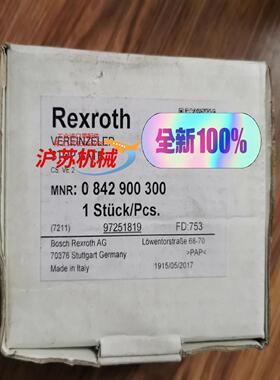 Rexroth
VEREINZELER
全新100%
沪苏机械
CS. VE 2
MNR: 0 842 900 300
1 Stück/Pcs.
(7211) 97251819 FD:753
Bosch Rexroth AG Löwentorstraße 68-70
70376 Stuttgart Germany >PAP<
Made in Italy 1915/05/2017